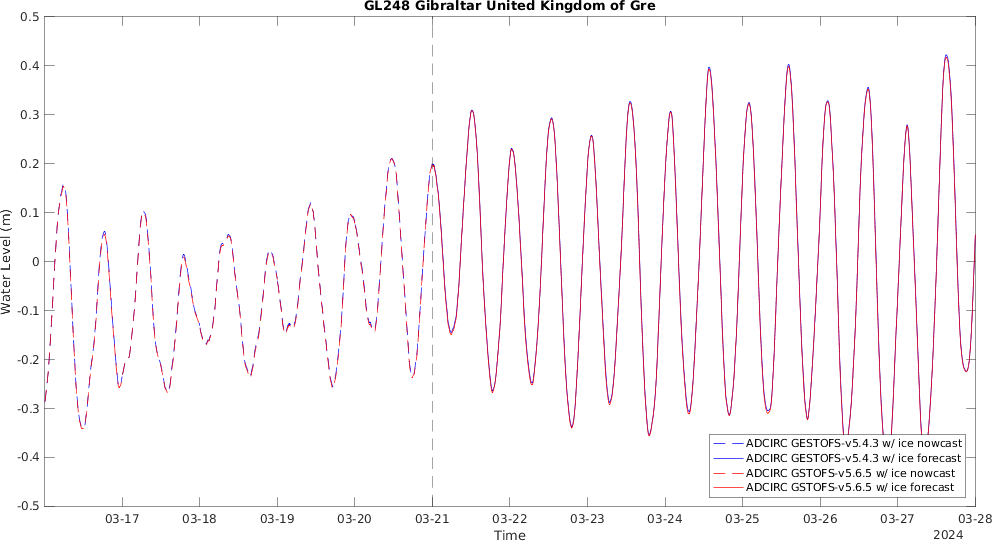 GL248 Gibraltar United Kingdom of Gre
0.5
0.4
0.3
0.2
0.1
0
-0.1
-0.2
-0.3
-0.4
-0.5
Water Level (m)
ADCIRC GESTOFS-v5.4.3 w/ ice nowcast
ADCIRC GESTOFS-v5.4.3 w/ ice forecast
ADCIRC GSTOFS-v5.6.5 w/ ice nowcast
ADCIRC GSTOFS-v5.6.5 w/ ice forecast
03-17 03-18 03-19 03-20 03-21 03-22 03-23 03-24 03-25 03-26 03-27 03-28
Time
2024